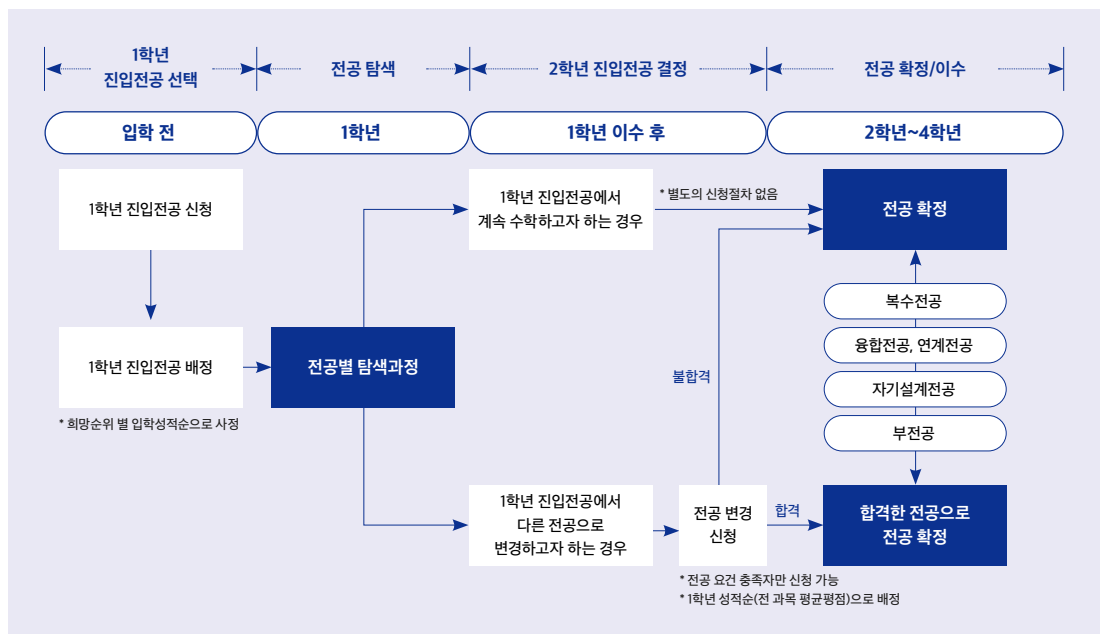 1학년
진입전공 선택
전공 탐색
2학년 진입전공 결정
전공 확정/이수
입학 전
1학년
1학년 이수 후
2학년~4학년
1학년 진입전공 신청
1학년 진입전공에서
계속 수학하고자 하는 경우
* 별도의 신청절차 없음
전공 확정
복수전공
융합전공, 연계전공
자기설계전공
부전공
1학년 진입전공 배정
* 희망순위 별 입학성적순으로 사정
전공별 탐색과정
불합격
1학년 진입전공에서
다른 전공으로
변경하고자 하는 경우
전공 변경
신청
합격
합격한 전공으로
전공 확정
* 전공 요건 충족자만 신청 가능
* 1학년 성적순(전 과목 평균평점)으로 배정